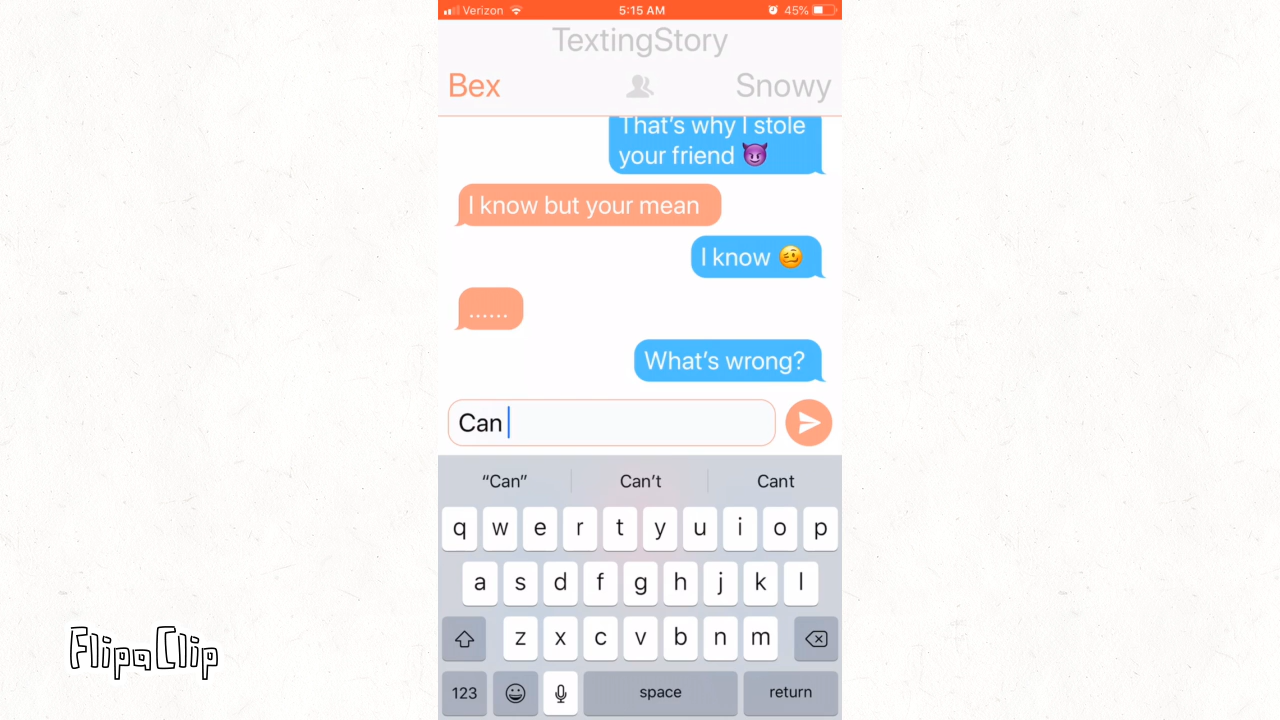 Verizon
5:15 AM
45%
TextingStory
Bex
Snowy
That's why I stole
your friend 😈
I know but your mean
I know 🥴
......
What's wrong?
Can
“Can”
Can't
Cant
q w e r t y u i o p
a s d f g h j k l
z x c v b n m
123
space
return
FlipaClip